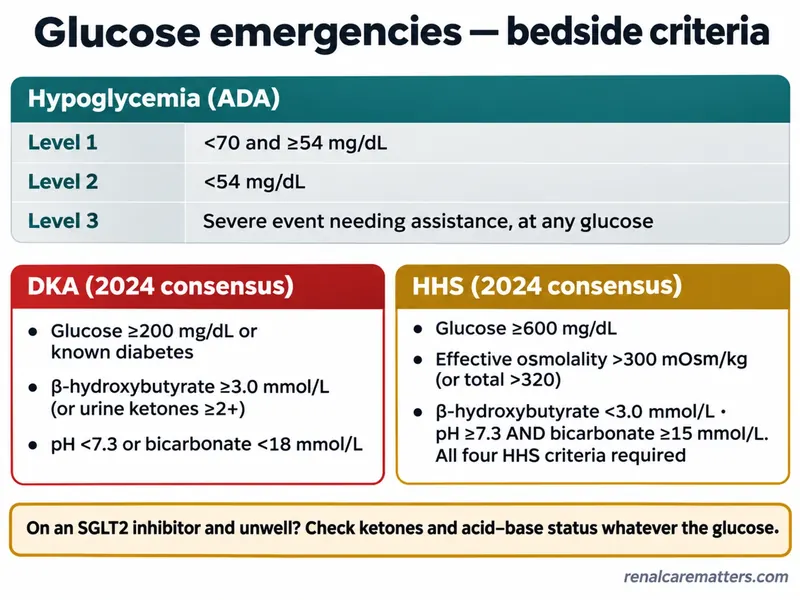 Glucose emergencies — bedside criteria
Hypoglycemia (ADA)
Level 1 <70 and ≥54 mg/dL
Level 2 <54 mg/dL
Level 3 Severe event needing assistance, at any glucose
DKA (2024 consensus)
• Glucose ≥200 mg/dL or
known diabetes
• β-hydroxybutyrate ≥3.0 mmol/L
(or urine ketones ≥2+)
• pH <7.3 or bicarbonate <18 mmol/L
HHS (2024 consensus)
• Glucose ≥600 mg/dL
• Effective osmolality >300 mOsm/kg
(or total >320)
• β-hydroxybutyrate <3.0 mmol/L •
pH ≥7.3 AND bicarbonate ≥15 mmol/L.
All four HHS criteria required
On an SGLT2 inhibitor and unwell? Check ketones and acid–base status whatever the glucose.
renalcarematters.com